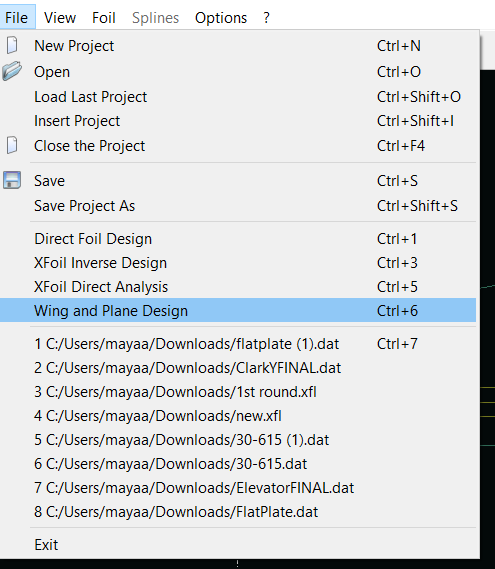 File View Foil Splines Options ?
New Project Ctrl+N
Open Ctrl+O
Load Last Project Ctrl+Shift+O
Insert Project Ctrl+Shift+I
Close the Project Ctrl+F4
Save Ctrl+S
Save Project As Ctrl+Shift+S
Direct Foil Design Ctrl+1
XFoil Inverse Design Ctrl+3
XFoil Direct Analysis Ctrl+5
Wing and Plane Design Ctrl+6
1 C:/Users/mayaa/Downloads/flatplate (1).dat Ctrl+7
2 C:/Users/mayaa/Downloads/ClarkYFINAL.dat
3 C:/Users/mayaa/Downloads/1st round.xfl
4 C:/Users/mayaa/Downloads/new.xfl
5 C:/Users/mayaa/Downloads/30-615 (1).dat
6 C:/Users/mayaa/Downloads/30-615.dat
7 C:/Users/mayaa/Downloads/ElevatorFINAL.dat
8 C:/Users/mayaa/Downloads/FlatPlate.dat
Exit